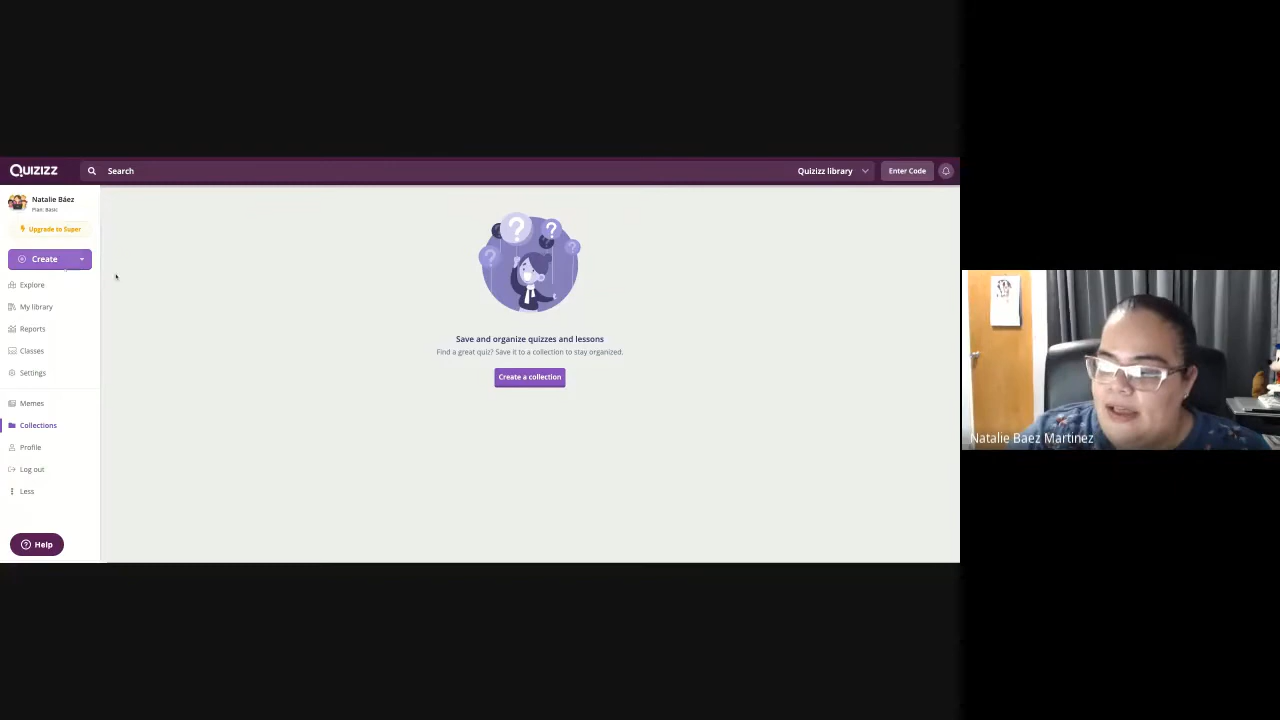 Quizizz
Search
Quizizz library
Enter Code
Natalie Báez
Plan: Basic
Upgrade to Super
Create
Explore
My library
Reports
Classes
Settings
Memes
Collections
Profile
Log out
Less
Help
Save and organize quizzes and lessons
Find a great quiz? Save it to a collection to stay organized.
Create a collection
Natalie Baez Martinez